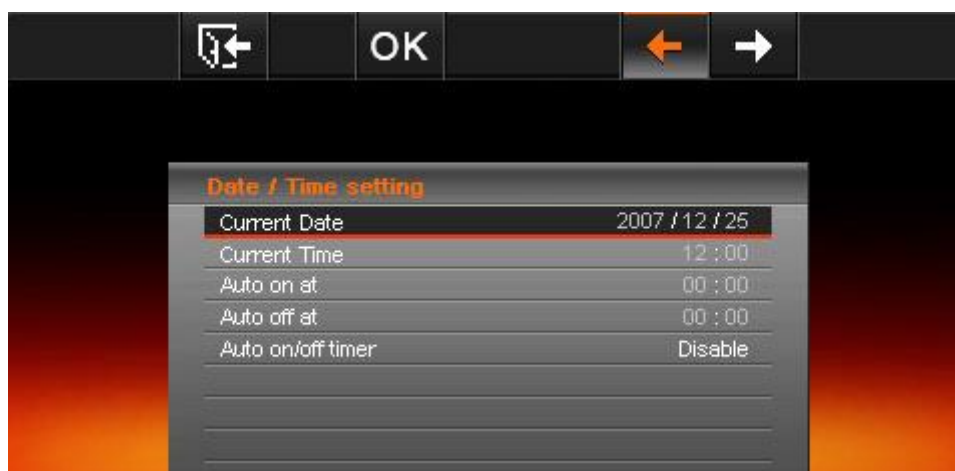 OK
Date / Time setting
Current Date 2007 / 12 / 25
Current Time 12 : 00
Auto on at 00 : 00
Auto off at 00 : 00
Auto on/off timer Disable